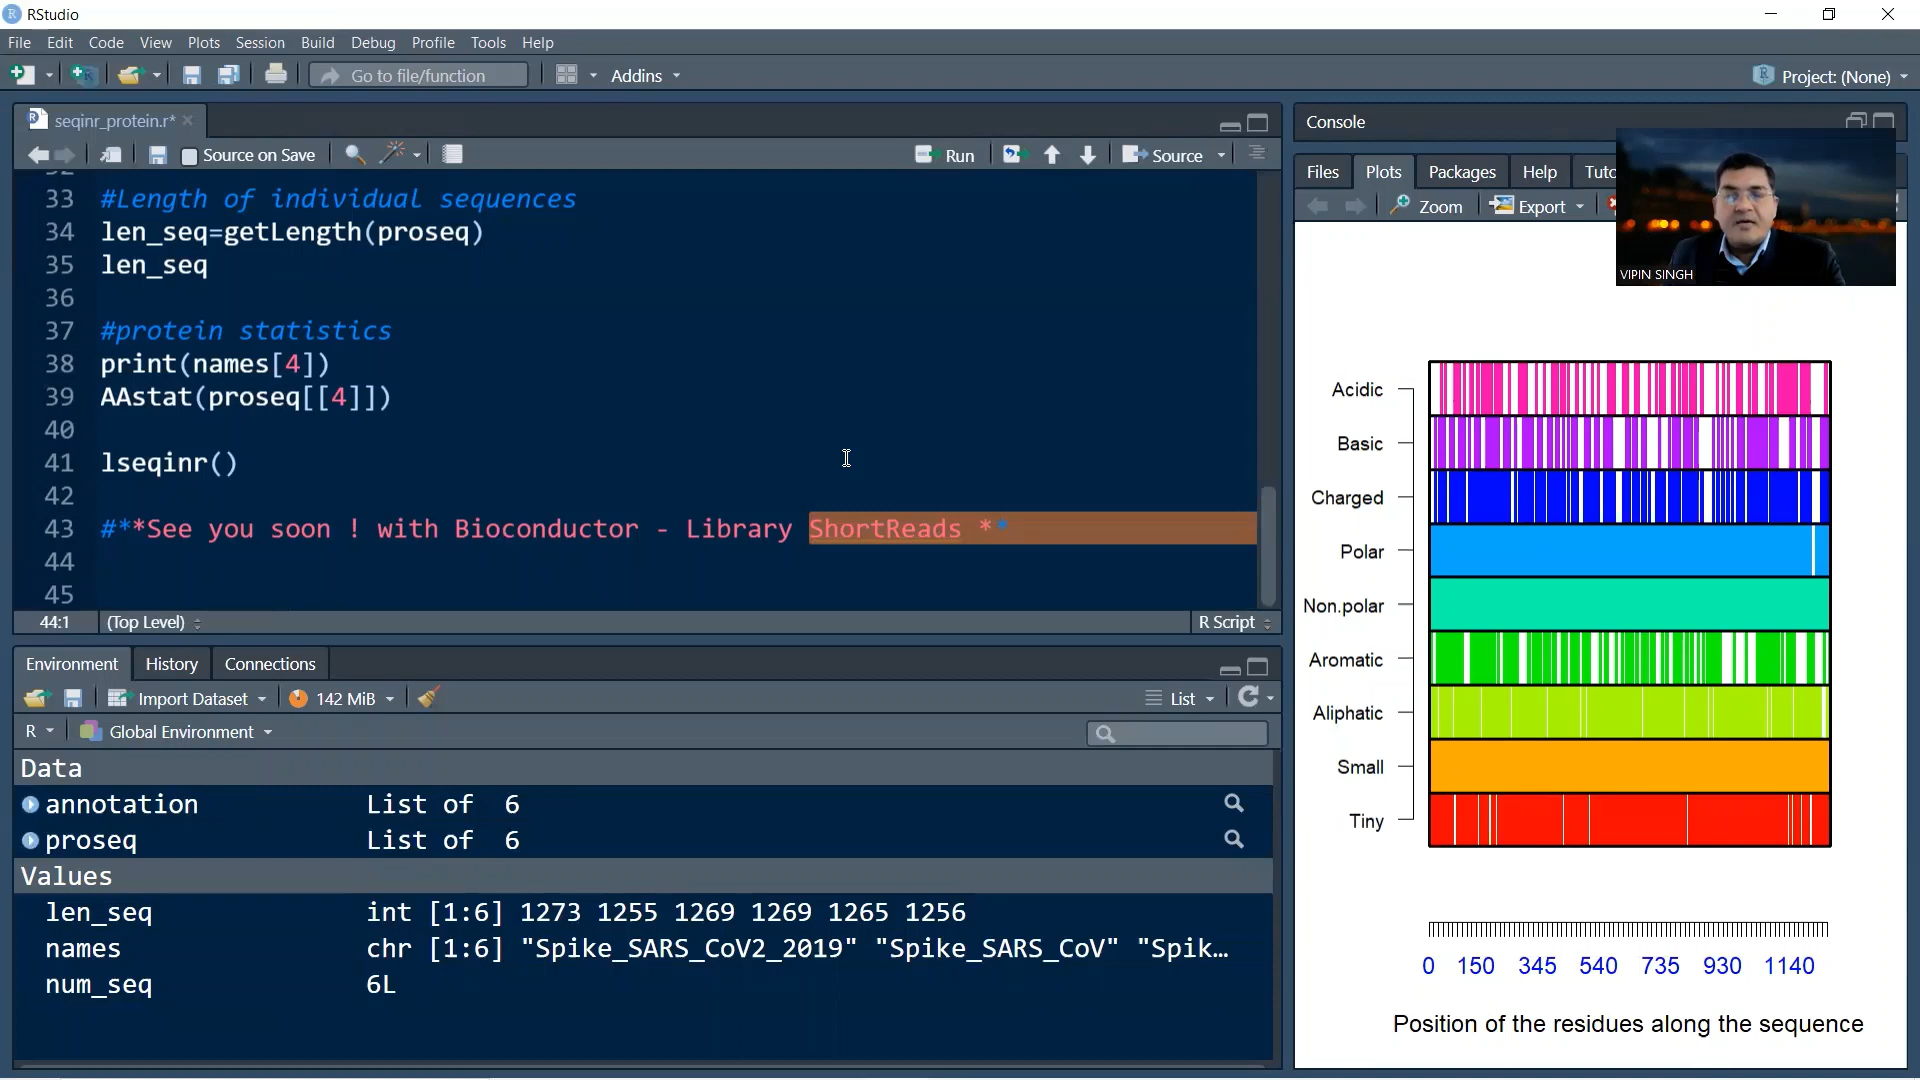 RStudio
File Edit Code View Plots Session Build Debug Profile Tools Help
Go to file/function Addins Project: (None)
seqinr_protein.r*
Source on Save Run Source
33 #Length of individual sequences
34 len_seq=getLength(proseq)
35 len_seq
36
37 #protein statistics
38 print(names[4])
39 AAstat(proseq[[4]])
40
41 lseqinr()
42
43 #**See you soon ! with Bioconductor - Library ShortReads **
44
45
44:1 (Top Level) R Script
Environment History Connections
Import Dataset 142 MiB List
R Global Environment
Data
annotation List of 6
proseq List of 6
Values
len_seq int [1:6] 1273 1255 1269 1269 1265 1256
names chr [1:6] "Spike_SARS_CoV2_2019" "Spike_SARS_CoV" "Spik…
num_seq 6L
Console
Files Plots Packages Help Tuto
Zoom Export
VIPIN SINGH
Acidic
Basic
Charged
Polar
Non.polar
Aromatic
Aliphatic
Small
Tiny
0 150 345 540 735 930 1140
Position of the residues along the sequence